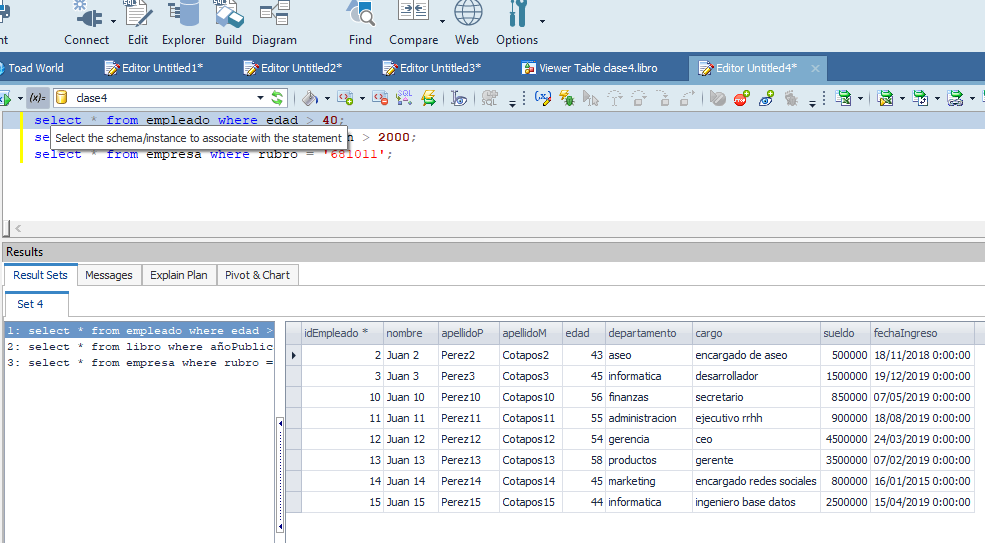 nt Connect Edit Explorer Build Diagram Find Compare Web Options
Toad World Editor Untitled1* Editor Untitled2* Editor Untitled3* Viewer Table clase4.libro Editor Untitled4*
(x)= clase4
select * from empleado where edad > 40;
Select the schema/instance to associate with the statement
se n > 2000;
select * from empresa where rubro = '681011';
Results
Result Sets Messages Explain Plan Pivot & Chart
Set 4
1: select * from empleado where edad >
2: select * from libro where añoPublic
3: select * from empresa where rubro =
idEmpleado * nombre apellidoP apellidoM edad departamento cargo sueldo fechaIngreso
2 Juan 2 Perez2 Cotapos2 43 aseo encargado de aseo 500000 18/11/2018 0:00:00
3 Juan 3 Perez3 Cotapos3 45 informatica desarrollador 1500000 19/12/2019 0:00:00
10 Juan 10 Perez10 Cotapos10 56 finanzas secretario 850000 07/05/2019 0:00:00
11 Juan 11 Perez11 Cotapos11 55 administracion ejecutivo rrhh 900000 18/08/2019 0:00:00
12 Juan 12 Perez12 Cotapos12 54 gerencia ceo 4500000 24/03/2019 0:00:00
13 Juan 13 Perez13 Cotapos13 58 productos gerente 3500000 07/02/2019 0:00:00
14 Juan 14 Perez14 Cotapos14 45 marketing encargado redes sociales 800000 16/01/2015 0:00:00
15 Juan 15 Perez15 Cotapos15 44 informatica ingeniero base datos 2500000 15/04/2019 0:00:00